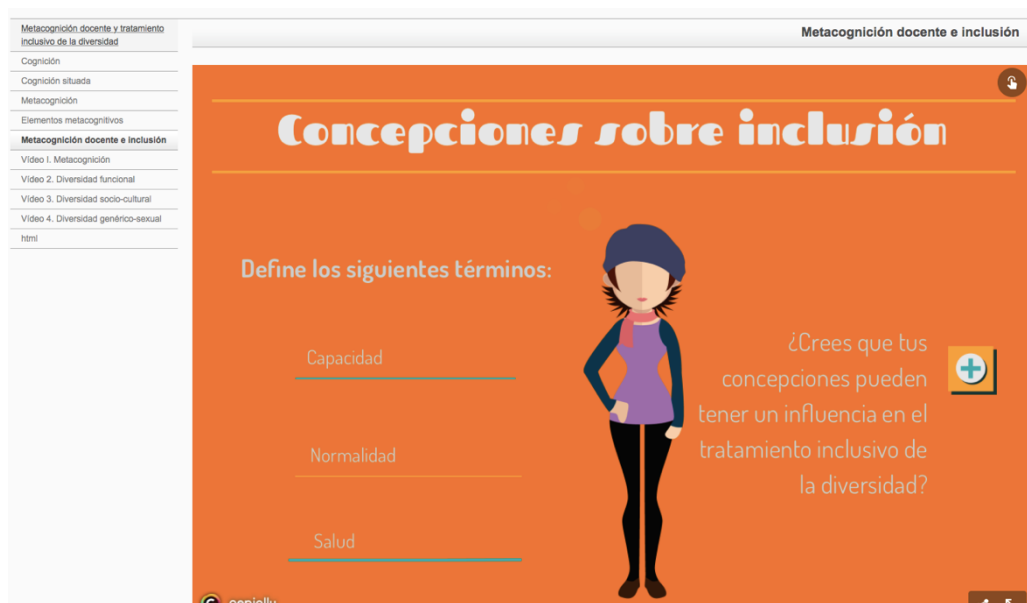 Metacognición docente y tratamiento
inclusivo de la diversidad
Cognición
Cognición situada
Metacognición
Elementos metacognitivos
Metacognición docente e inclusión
Vídeo I. Metacognición
Vídeo 2. Diversidad funcional
Vídeo 3. Diversidad socio-cultural
Vídeo 4. Diversidad genérico-sexual
html
Metacognición docente e inclusión
Concepciones sobre inclusión
Define los siguientes términos:
Capacidad
Normalidad
Salud
¿Crees que tus
concepciones pueden
tener un influencia en el
tratamiento inclusivo de
la diversidad?
genially